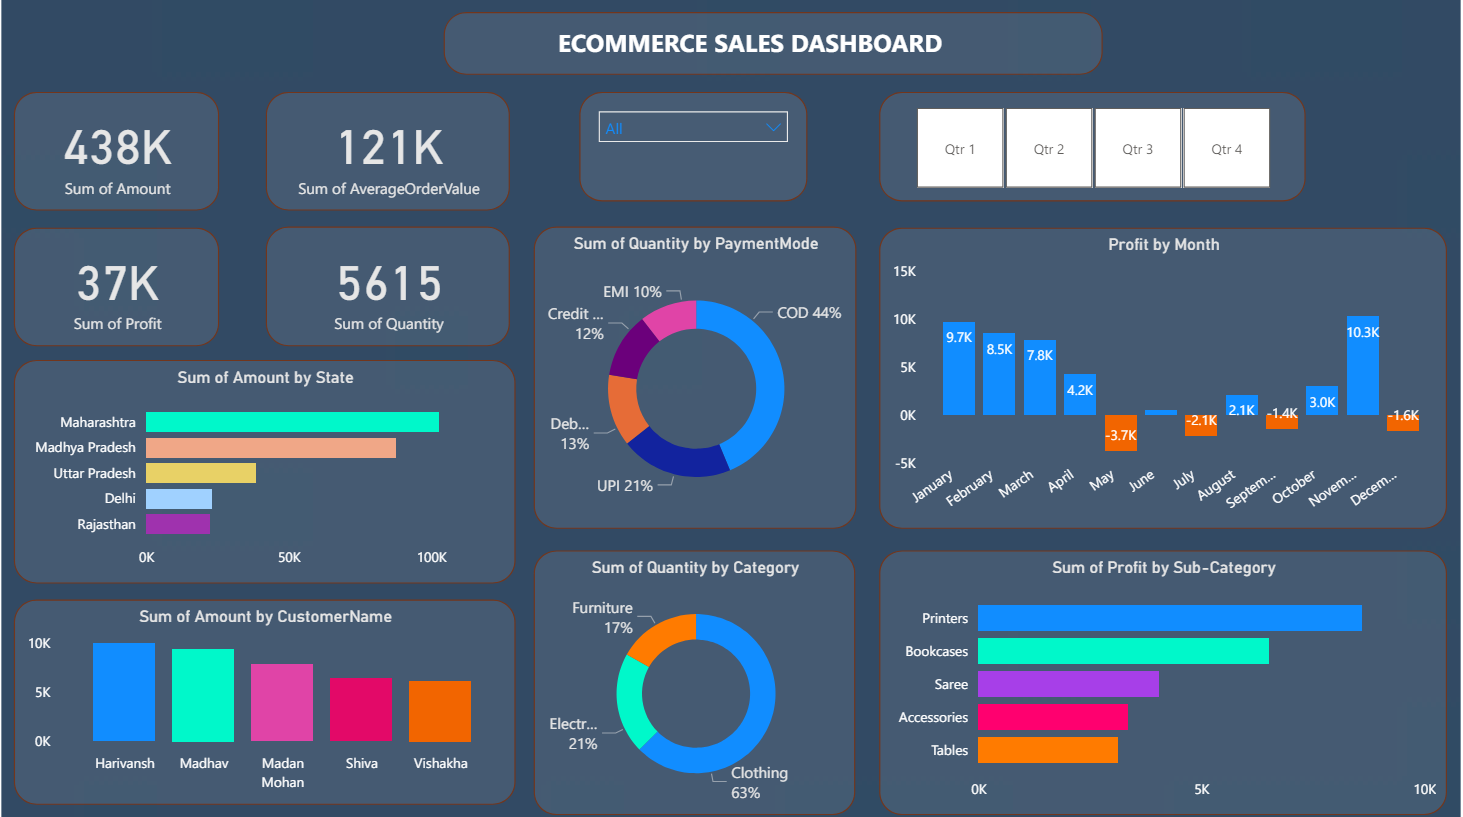 ECOMMERCE SALES DASHBOARD
438K
Sum of Amount
121K
Sum of AverageOrderValue
All
Qtr 1
Qtr 2
Qtr 3
Qtr 4
37K
Sum of Profit
5615
Sum of Quantity
Sum of Quantity by PaymentMode
EMI 10%
COD 44%
Credit ...
12%
Deb...
13%
UPI 21%
Profit by Month
15K
10K
5K
0K
-5K
9.7K
8.5K
7.8K
4.2K
-3.7K
-2.1K
2.1K
-1.4K
3.0K
10.3K
-1.6K
January
February
March
April
May
June
July
August
Septem...
October
Novem...
Decem...
Sum of Amount by State
Maharashtra
Madhya Pradesh
Uttar Pradesh
Delhi
Rajasthan
0K
50K
100K
Sum of Amount by CustomerName
10K
5K
0K
Harivansh
Madhav
Madan
Mohan
Shiva
Vishakha
Sum of Quantity by Category
Furniture
17%
Electr...
21%
Clothing
63%
Sum of Profit by Sub-Category
Printers
Bookcases
Saree
Accessories
Tables
0K
5K
10K